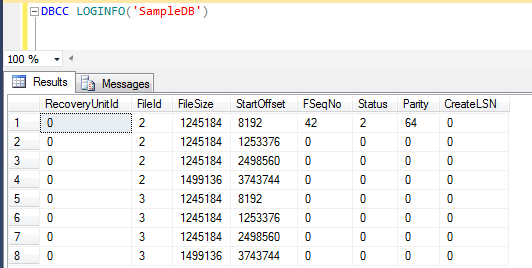 DBCC LOGINFO('SampleDB')
100 %
Results Messages
RecoveryUnitId FileId FileSize StartOffset FSeqNo Status Parity CreateLSN
1 0 2 1245184 8192 42 2 64 0
2 0 2 1245184 1253376 0 0 0 0
3 0 2 1245184 2498560 0 0 0 0
4 0 2 1499136 3743744 0 0 0 0
5 0 3 1245184 8192 0 0 0 0
6 0 3 1245184 1253376 0 0 0 0
7 0 3 1245184 2498560 0 0 0 0
8 0 3 1499136 3743744 0 0 0 0